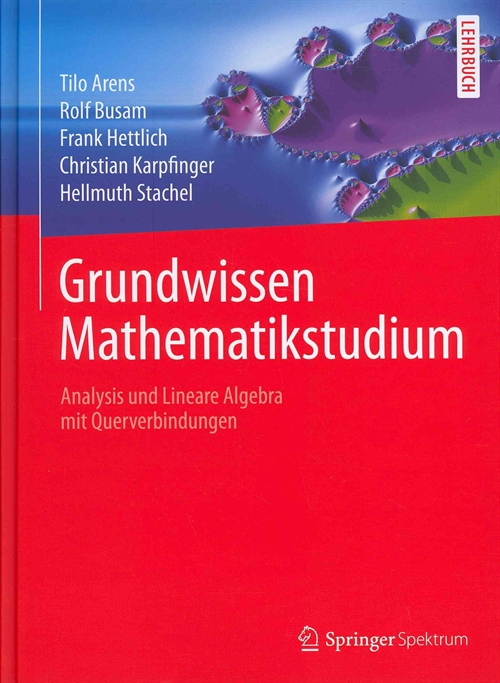 LEHRBUCH
Tilo Arens
Rolf Busam
Frank Hettlich
Christian Karpfinger
Hellmuth Stachel
Grundwissen
Mathematikstudium
Analysis und Lineare Algebra
mit Querverbindungen
Springer Spektrum